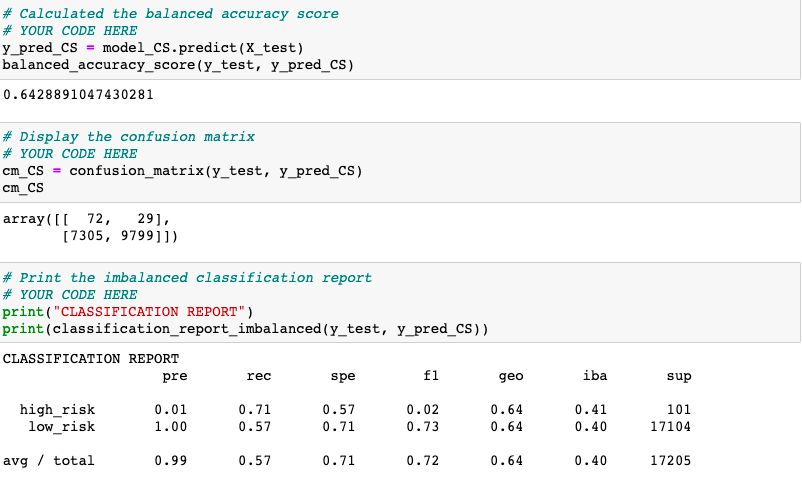 # Calculated the balanced accuracy score
# YOUR CODE HERE
y_pred_CS = model_CS.predict(X_test)
balanced_accuracy_score(y_test, y_pred_CS)
0.6428891047430281
# Display the confusion matrix
# YOUR CODE HERE
cm_CS = confusion_matrix(y_test, y_pred_CS)
cm_CS
array([[  72,   29],
       [7305, 9799]])
# Print the imbalanced classification report
# YOUR CODE HERE
print("CLASSIFICATION REPORT")
print(classification_report_imbalanced(y_test, y_pred_CS))
CLASSIFICATION REPORT
                   pre       rec       spe        f1       geo       iba       sup
  high_risk       0.01      0.71      0.57      0.02      0.64      0.41       101
   low_risk       1.00      0.57      0.71      0.73      0.64      0.40     17104
avg / total       0.99      0.57      0.71      0.72      0.64      0.40     17205